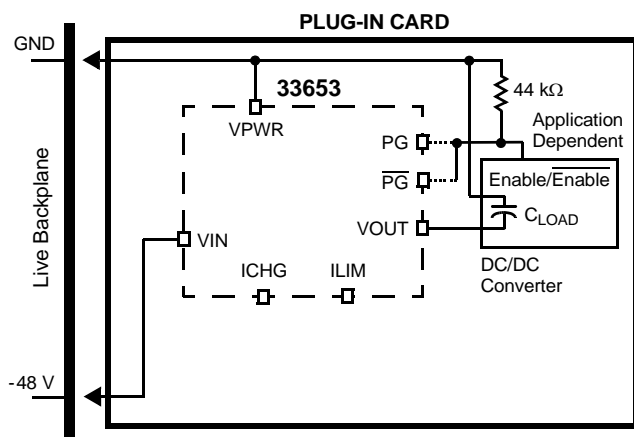 PLUG-IN CARD
GND
33653
44 kΩ
VPWR
Application
Dependent
PG
PG
Enable/Enable
CLOAD
VOUT
VIN
ICHG ILIM
DC/DC
Converter
Live Backplane
-48 V